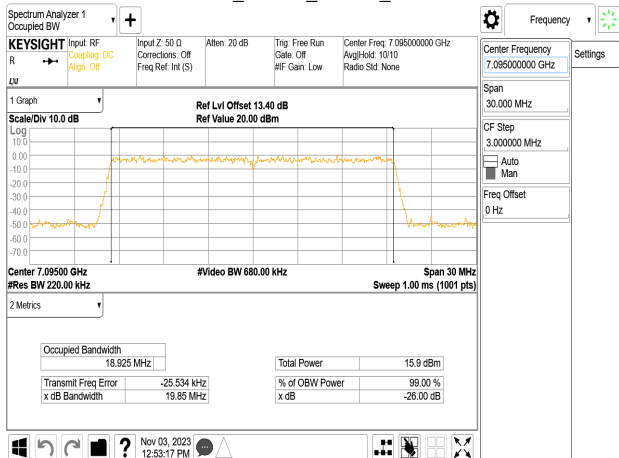 Spectrum Analyzer 1
Occupied BW
Frequency
KEYSIGHT Input: RF Input Z: 50 Ω Atten: 20 dB Trig: Free Run Center Freq: 7.095000000 GHz
R Coupling: DC Corrections: Off Gate: Off Avg|Hold: 10/10
Align: Off Freq Ref: Int (S) #IF Gain: Low Radio Std: None
LXI
Center Frequency
7.095000000 GHz
Settings
Span
30.000 MHz
CF Step
3.000000 MHz
Auto
Man
Freq Offset
0 Hz
1 Graph
Ref Lvl Offset 13.40 dB
Scale/Div 10.0 dB Ref Value 20.00 dBm
Log
10.0
0.00
-10.0
-20.0
-30.0
-40.0
-50.0
-60.0
-70.0
Center 7.09500 GHz #Video BW 680.00 kHz Span 30 MHz
#Res BW 220.00 kHz Sweep 1.00 ms (1001 pts)
2 Metrics
Occupied Bandwidth
18.925 MHz Total Power 15.9 dBm
Transmit Freq Error -25.534 kHz % of OBW Power 99.00 %
x dB Bandwidth 19.85 MHz x dB -26.00 dB
? Nov 03, 2023
12:53:17 PM